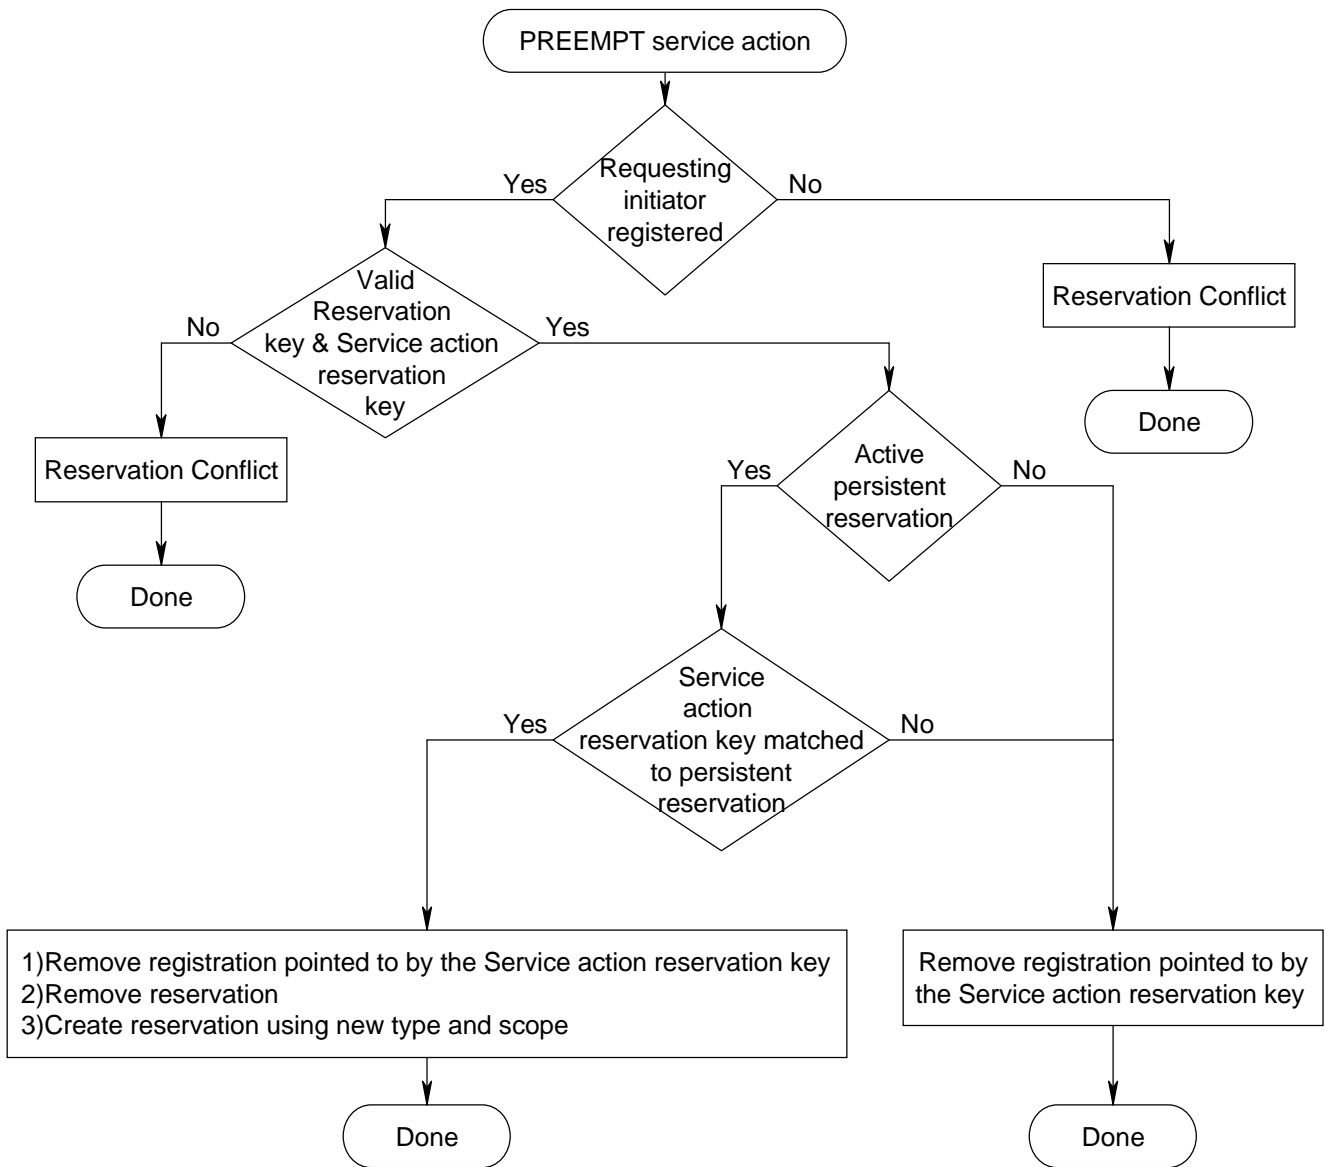 PREEMPT service action
Requesting
initiator
registered
Yes
No
Valid
Reservation
key & Service action
reservation
key
No
Yes
Reservation Conflict
Done
Reservation Conflict
Done
Active
persistent
reservation
Yes
No
Service
action
reservation key matched
to persistent
reservation
Yes
No
1)Remove registration pointed to by the Service action reservation key
2)Remove reservation
3)Create reservation using new type and scope
Remove registration pointed to by
the Service action reservation key
Done
Done